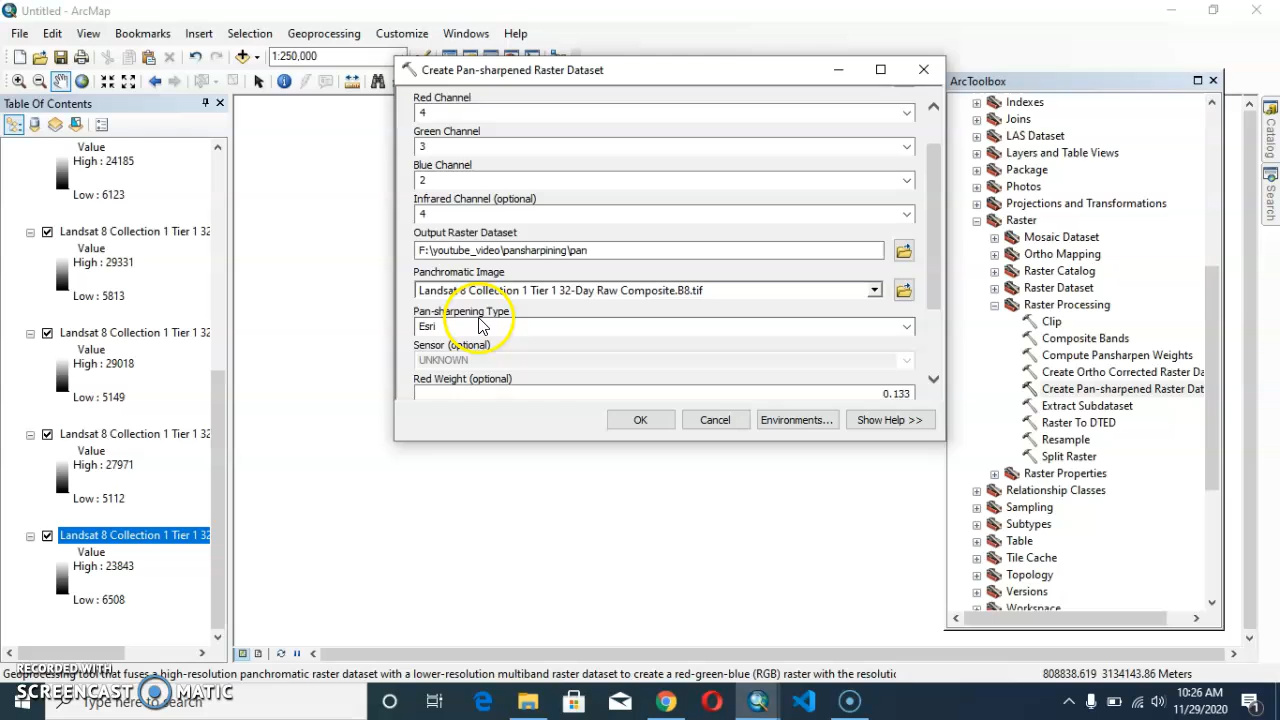 Untitled - ArcMap
File Edit View Bookmarks Insert Selection Geoprocessing Customize Windows Help
1:250,000
Table Of Contents
Value
High : 24185
Low : 6123
Landsat 8 Collection 1 Tier 1 32
Value
High : 29331
Low : 5813
Landsat 8 Collection 1 Tier 1 32
Value
High : 29018
Low : 5149
Landsat 8 Collection 1 Tier 1 32
Value
High : 27971
Low : 5112
Landsat 8 Collection 1 Tier 1 32
Value
High : 23843
Low : 6508
Create Pan-sharpened Raster Dataset
Red Channel
4
Green Channel
3
Blue Channel
2
Infrared Channel (optional)
4
Output Raster Dataset
F:\youtube_video\pansharpining\pan
Panchromatic Image
Landsat 8 Collection 1 Tier 1 32-Day Raw Composite.B8.tif
Pan-sharpening Type
Esri
Sensor (optional)
UNKNOWN
Red Weight (optional)
0.133
OK Cancel Environments... Show Help >>
ArcToolbox
Indexes
Joins
LAS Dataset
Layers and Table Views
Package
Photos
Projections and Transformations
Raster
Mosaic Dataset
Ortho Mapping
Raster Catalog
Raster Dataset
Raster Processing
Clip
Composite Bands
Compute Pansharpen Weights
Create Ortho Corrected Raster Da
Create Pan-sharpened Raster Dat
Extract Subdataset
Raster To DTED
Resample
Split Raster
Raster Properties
Relationship Classes
Sampling
Subtypes
Table
Tile Cache
Topology
Versions
Workspace
Catalog
Search
Geoprocessing tool that fuses a high-resolution panchromatic raster dataset with a lower-resolution multiband raster dataset to create a red-green-blue (RGB) raster with the resolutic
808838.619 3134143.86 Meters
RECORDED WITH
SCREENCAST MATIC
Type here to search
10:26 AM
11/29/2020
1